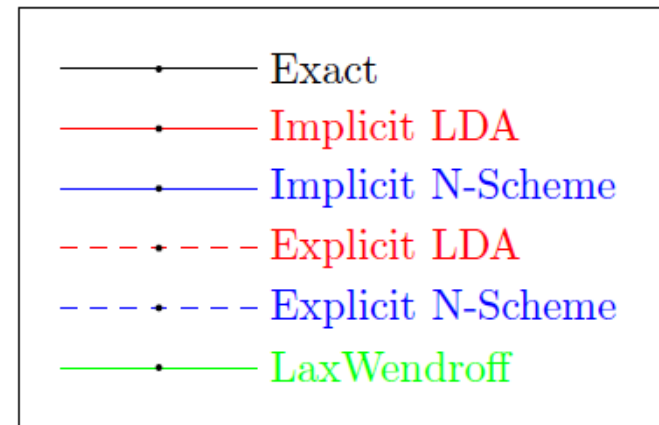 Exact
Implicit LDA
Implicit N-Scheme
Explicit LDA
Explicit N-Scheme
LaxWendroff